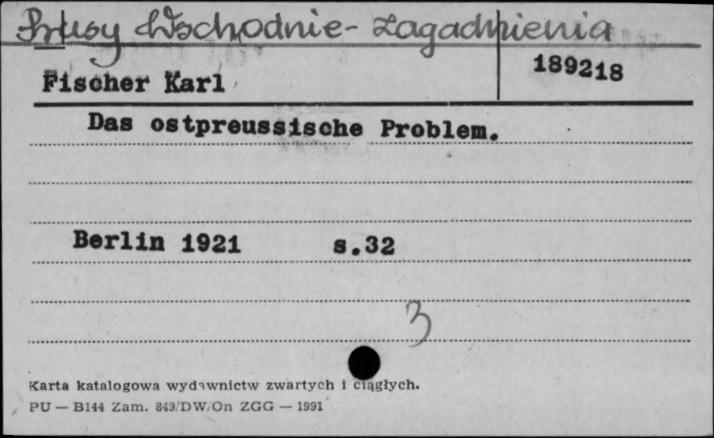 Prusy Wschodnie - zagadnienia
189218
Fischer Karl
Das ostpreussische Problem.
Berlin 1921 s.32
3
Karta katalogowa wydawnictw zwartych i ciągłych.
PU — B144 Zam. 849/DW/On ZGG — 1991